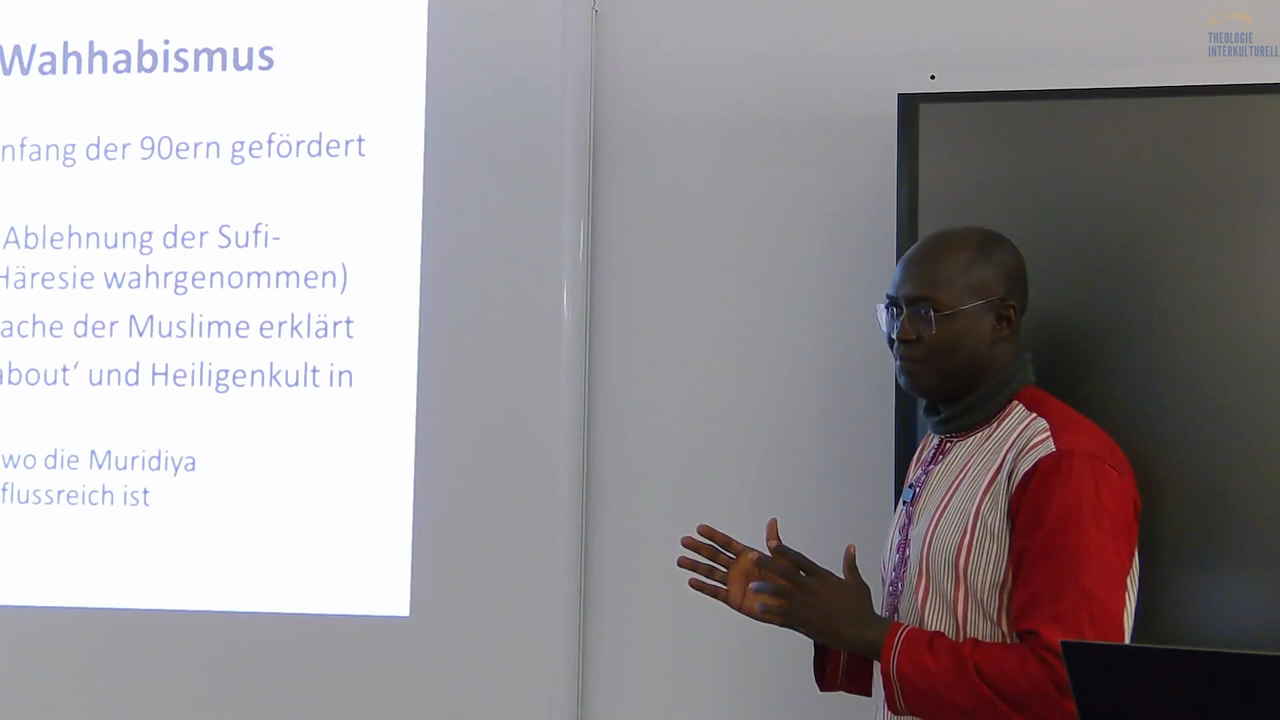 Wahhabismus
nfang der 90ern gefördert
Ablehnung der Sufi-
Häresie wahrgenommen)
ache der Muslime erklärt
about‘ und Heiligenkult in
wo die Muridiya
flussreich ist
THEOLOGIE
INTERKULTURELL